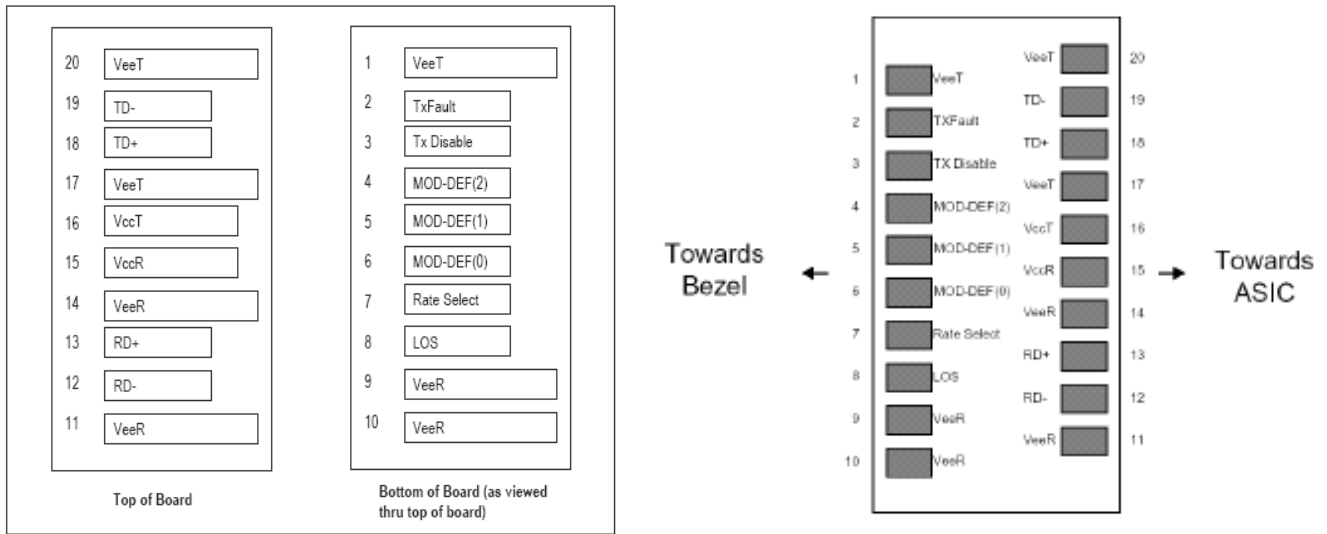 20 VeeT
19 TD-
18 TD+
17 VeeT
16 VccT
15 VccR
14 VeeR
13 RD+
12 RD-
11 VeeR
Top of Board
1 VeeT
2 TxFault
3 Tx Disable
4 MOD-DEF(2)
5 MOD-DEF(1)
6 MOD-DEF(0)
7 Rate Select
8 LOS
9 VeeR
10 VeeR
Bottom of Board (as viewed
thru top of board)
Towards
Bezel
1 VeeT
2 TXFault
3 TX Disable
4 MOD-DEF(2)
5 MOD-DEF(1)
6 MOD-DEF(0)
7 Rate Select
8 LOS
9 VeeR
10 VeeR
VeeT 20
TD- 19
TD+ 18
VeeT 17
VccT 16
VccR 15
VeeR 14
RD+ 13
RD- 12
VeeR 11
Towards
ASIC